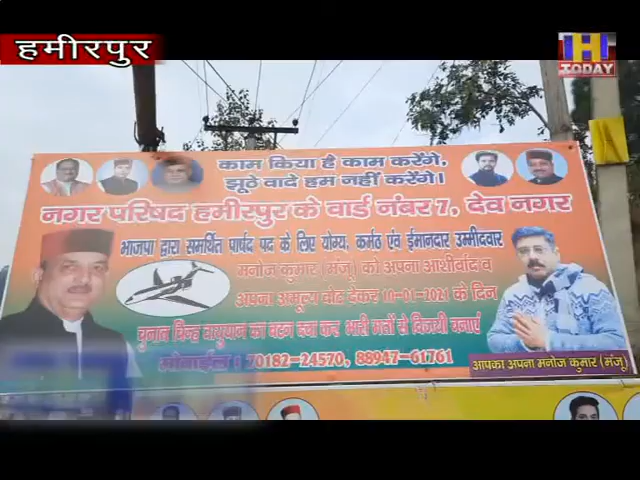 हमीरपुर
H
TODAY
काम किया है काम करेंगे,
झूठे वादे हम नहीं करेंगे।
नगर परिषद हमीरपुर के वार्ड नंबर 7, देव नगर
भाजपा द्वारा समर्थित पार्षद पद के लिए योग्य, कर्मठ एंव ईमानदार उम्मीदवार
मनोज कुमार (मंजू) को अपना आशीर्वाद व
अपना अमूल्य वोट देकर 10-01-2021 के दिन
चुनाव चिन्ह वायुयान का बटन दबा कर भारी मतों से विजयी बनाएं
मोबाईल : 70182-24570, 88947-61761
आपका अपना मनोज कुमार (मंजू)